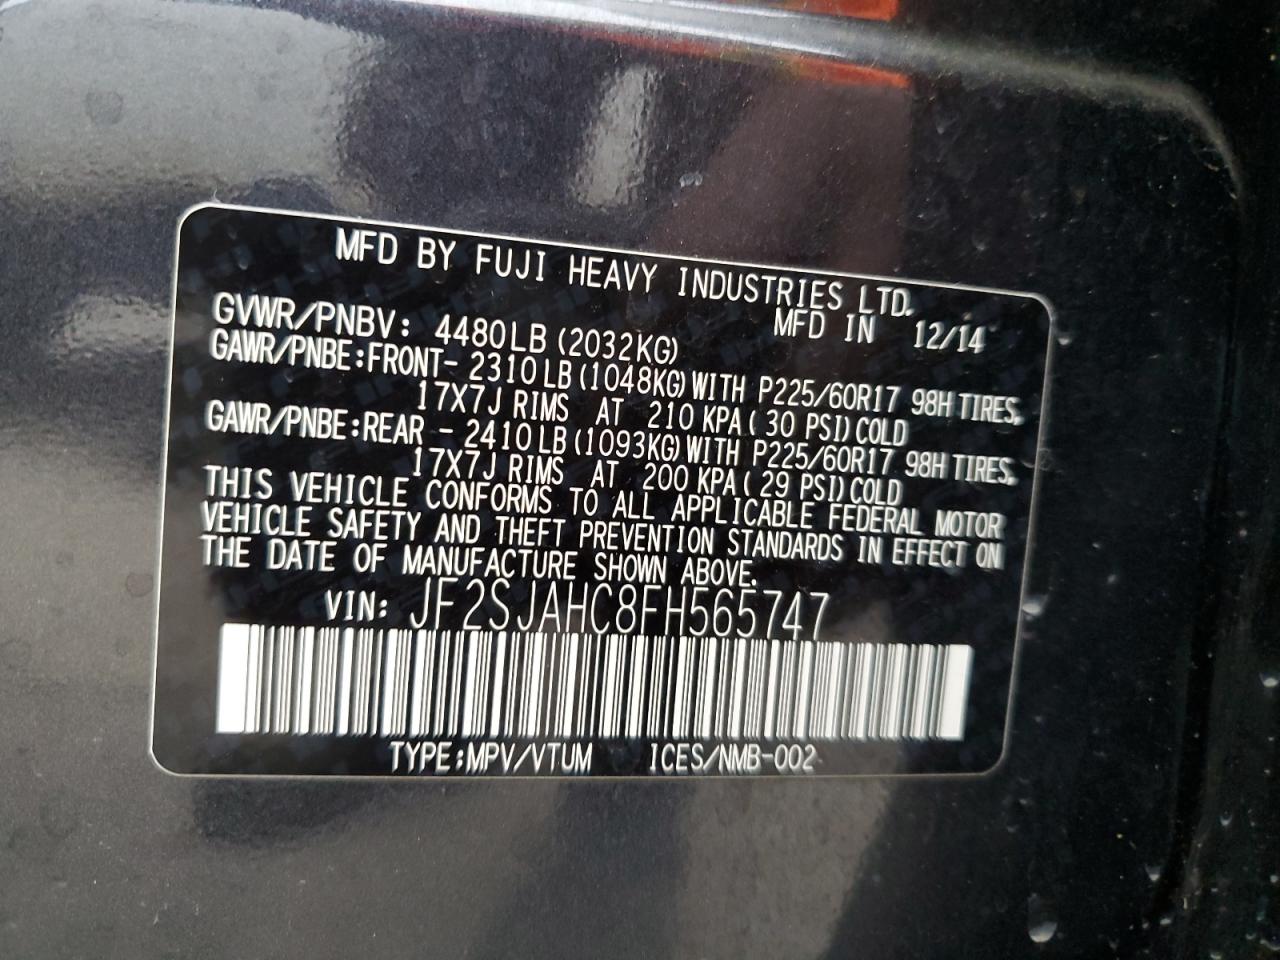 MFD BY FUJI HEAVY INDUSTRIES LTD.
MFD IN 12/14
GVWR/PNBV: 4480LB (2032KG)
GAWR/PNBE:FRONT- 2310LB(1048KG)WITH P225/60R17 98H TIRES,
17X7J RIMS AT 210 KPA( 30 PSI)COLD
GAWR/PNBE:REAR - 2410LB(1093KG)WITH P225/60R17 98H TIRES,
17X7J RIMS AT 200 KPA( 29 PSI)COLD
THIS VEHICLE CONFORMS TO ALL APPLICABLE FEDERAL MOTOR
VEHICLE SAFETY AND THEFT PREVENTION STANDARDS IN EFFECT ON
THE DATE OF MANUFACTURE SHOWN ABOVE.
VIN: JF2SJAHC8FH565747
TYPE:MPV/VTUM ICES/NMB-002